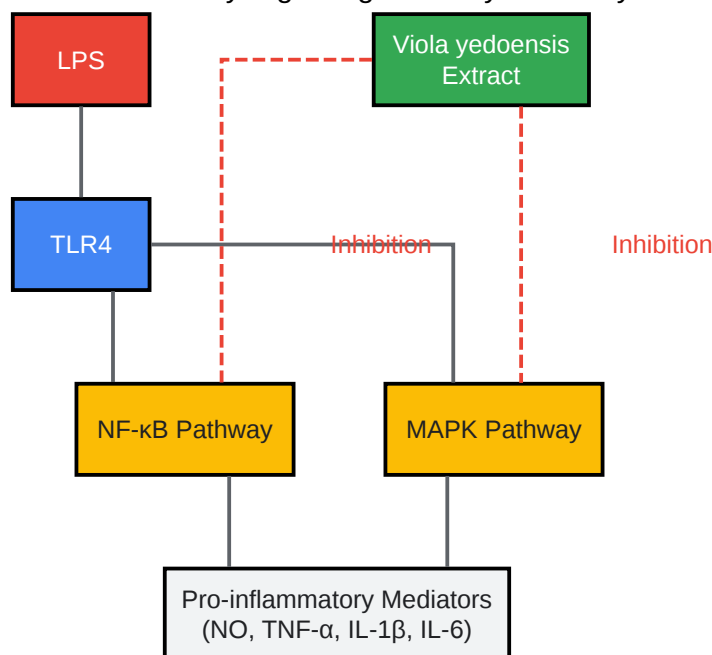 LPS
Viola yedoensis
Extract
TLR4
Inhibition
Inhibition
NF-κB Pathway
MAPK Pathway
Pro-inflammatory Mediators
(NO, TNF-α, IL-1β, IL-6)